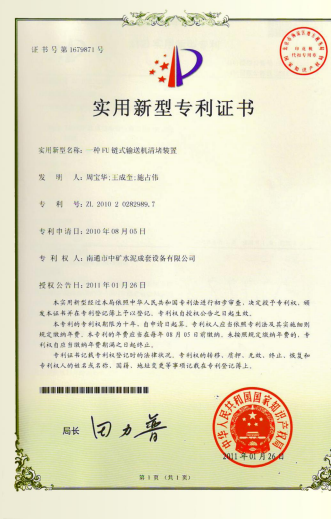 证书号第1679871号
实用新型专利证书
实用新型名称：一种FU链式输送机清堵装置
发 明 人：周宝华;王成全;施占伟
专 利 号：ZL 2010 2 0282989.7
专利申请日：2010年08月05日
专 利 权 人：南通市中矿水泥成套设备有限公司
授权公告日：2011年01月26日
本实用新型经过本局依照中华人民共和国专利法进行初步审查，决定授予专利权，颁
发本证书并在专利登记簿上予以登记。专利权自授权公告之日起生效。
本专利的专利权期限为十年，自申请日起算。专利权人应当依照专利法及其实施细则
规定缴纳年费。本专利的年费应当在每年08月05日前缴纳。未按照规定缴纳年费的，专
利权自应当缴纳年费期满之日起终止。
专利证书记载专利权登记时的法律状况。专利权的转移、质押、无效、终止、恢复和
专利权人的姓名或名称、国籍、地址变更等事项记载在专利登记簿上。
局长 田力普
中华人民共和国国家知识产权局
2011年01月26日
第1页（共1页）